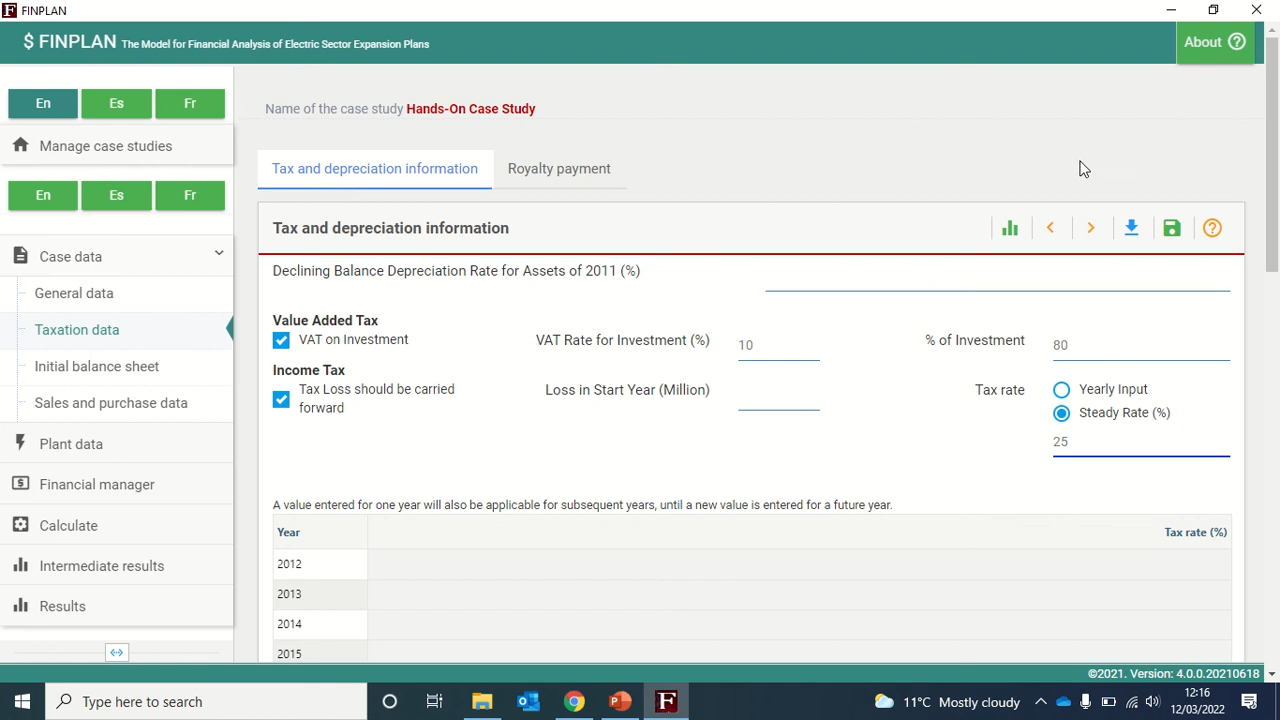 FINPLAN
$ FINPLAN The Model for Financial Analysis of Electric Sector Expansion Plans
About
En Es Fr
Manage case studies
En Es Fr
Case data
General data
Taxation data
Initial balance sheet
Sales and purchase data
Plant data
Financial manager
Calculate
Intermediate results
Results
Name of the case study Hands-On Case Study
Tax and depreciation information Royalty payment
Tax and depreciation information
Declining Balance Depreciation Rate for Assets of 2011 (%)
Value Added Tax
VAT on Investment VAT Rate for Investment (%) 10 % of Investment 80
Income Tax
Tax Loss should be carried
forward
Loss in Start Year (Million)
Tax rate
Yearly Input
Steady Rate (%)
25
A value entered for one year will also be applicable for subsequent years, until a new value is entered for a future year.
Year Tax rate (%)
2012
2013
2014
2015
©2021. Version: 4.0.0.20210618
Type here to search
11°C Mostly cloudy
12:16
12/03/2022